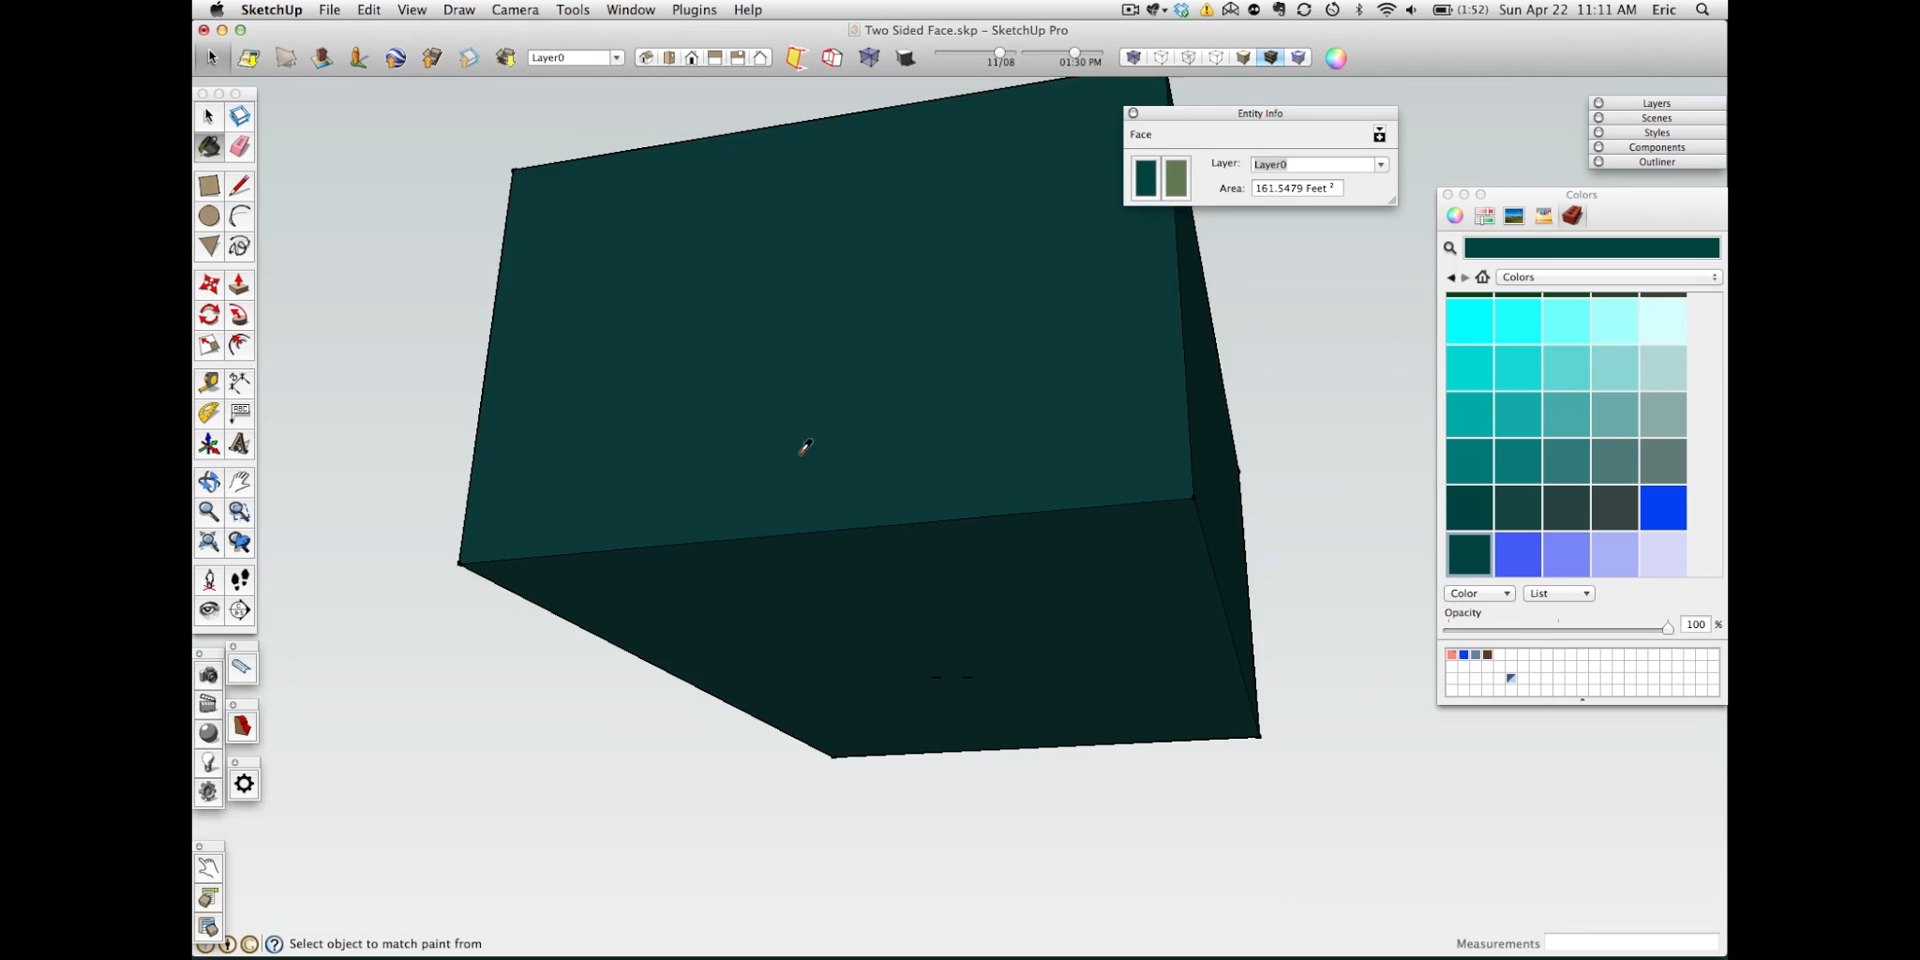 SketchUp File Edit View Draw Camera Tools Window Plugins Help (1:52) Sun Apr 22 11:11 AM Eric
Two Sided Face.skp – SketchUp Pro
Layer0 11/08 01:30 PM
Entity Info
Face
Layer: Layer0
Area: 161.5479 Feet ²
Layers
Scenes
Styles
Components
Outliner
Colors
Colors
Color List
Opacity
100 %
ABC
A
Select object to match paint from
Measurements